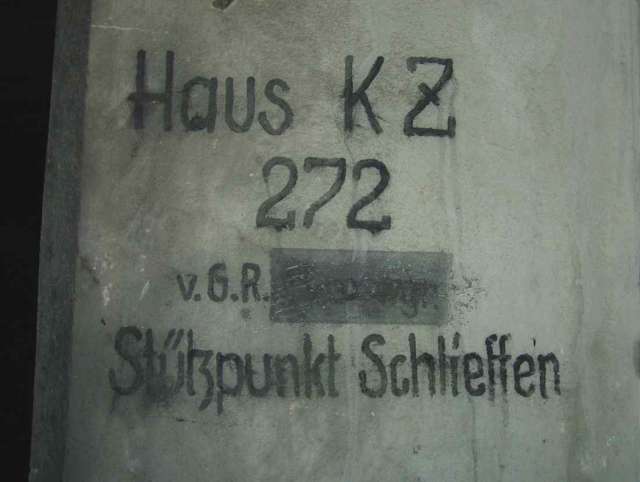 Haus KZ
272
v.G.R.
Stützpunkt Schlieffen